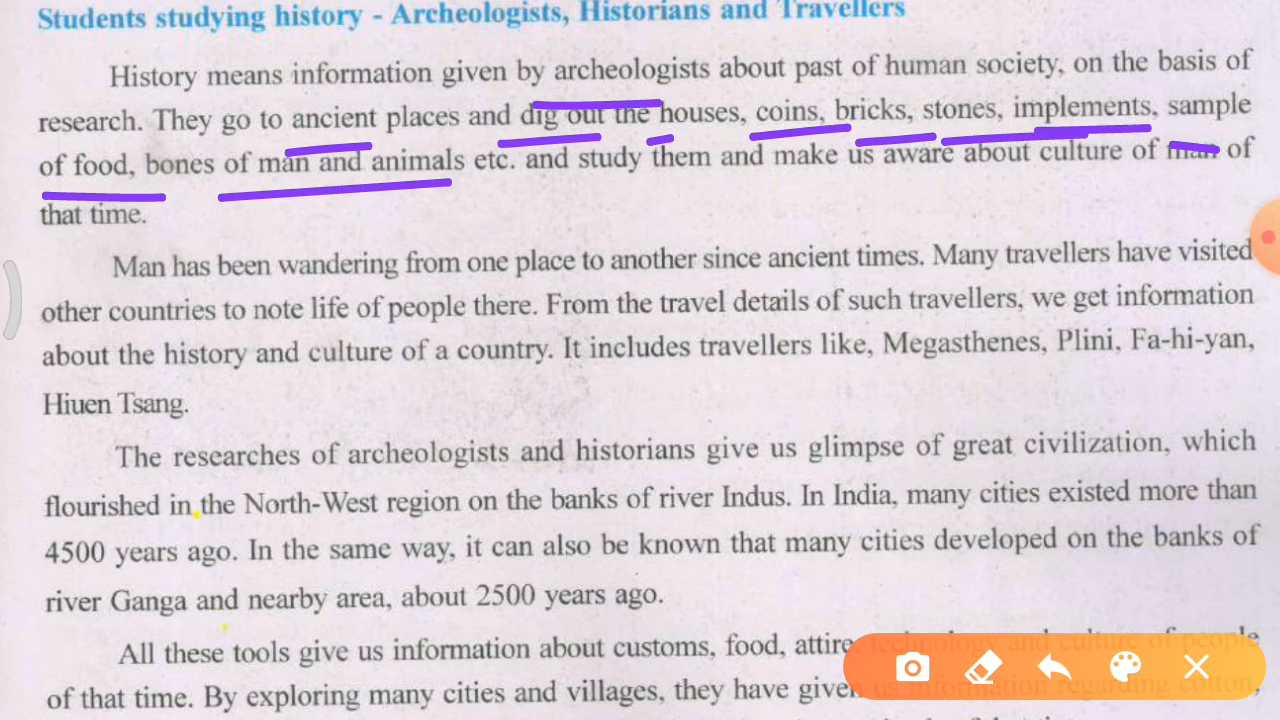 Students studying history - Archeologists, Historians and Travellers
History means information given by archeologists about past of human society, on the basis of
research. They go to ancient places and dig out the houses, coins, bricks, stones, implements, sample
of food, bones of man and animals etc. and study them and make us aware about culture of man of
that time.
Man has been wandering from one place to another since ancient times. Many travellers have visited
other countries to note life of people there. From the travel details of such travellers, we get information
about the history and culture of a country. It includes travellers like, Megasthenes, Plini, Fa-hi-yan,
Hiuen Tsang.
The researches of archeologists and historians give us glimpse of great civilization, which
flourished in the North-West region on the banks of river Indus. In India, many cities existed more than
4500 years ago. In the same way, it can also be known that many cities developed on the banks of
river Ganga and nearby area, about 2500 years ago.
All these tools give us information about customs, food, attire, technology and culture of people
of that time. By exploring many cities and villages, they have given us information regarding cotton,